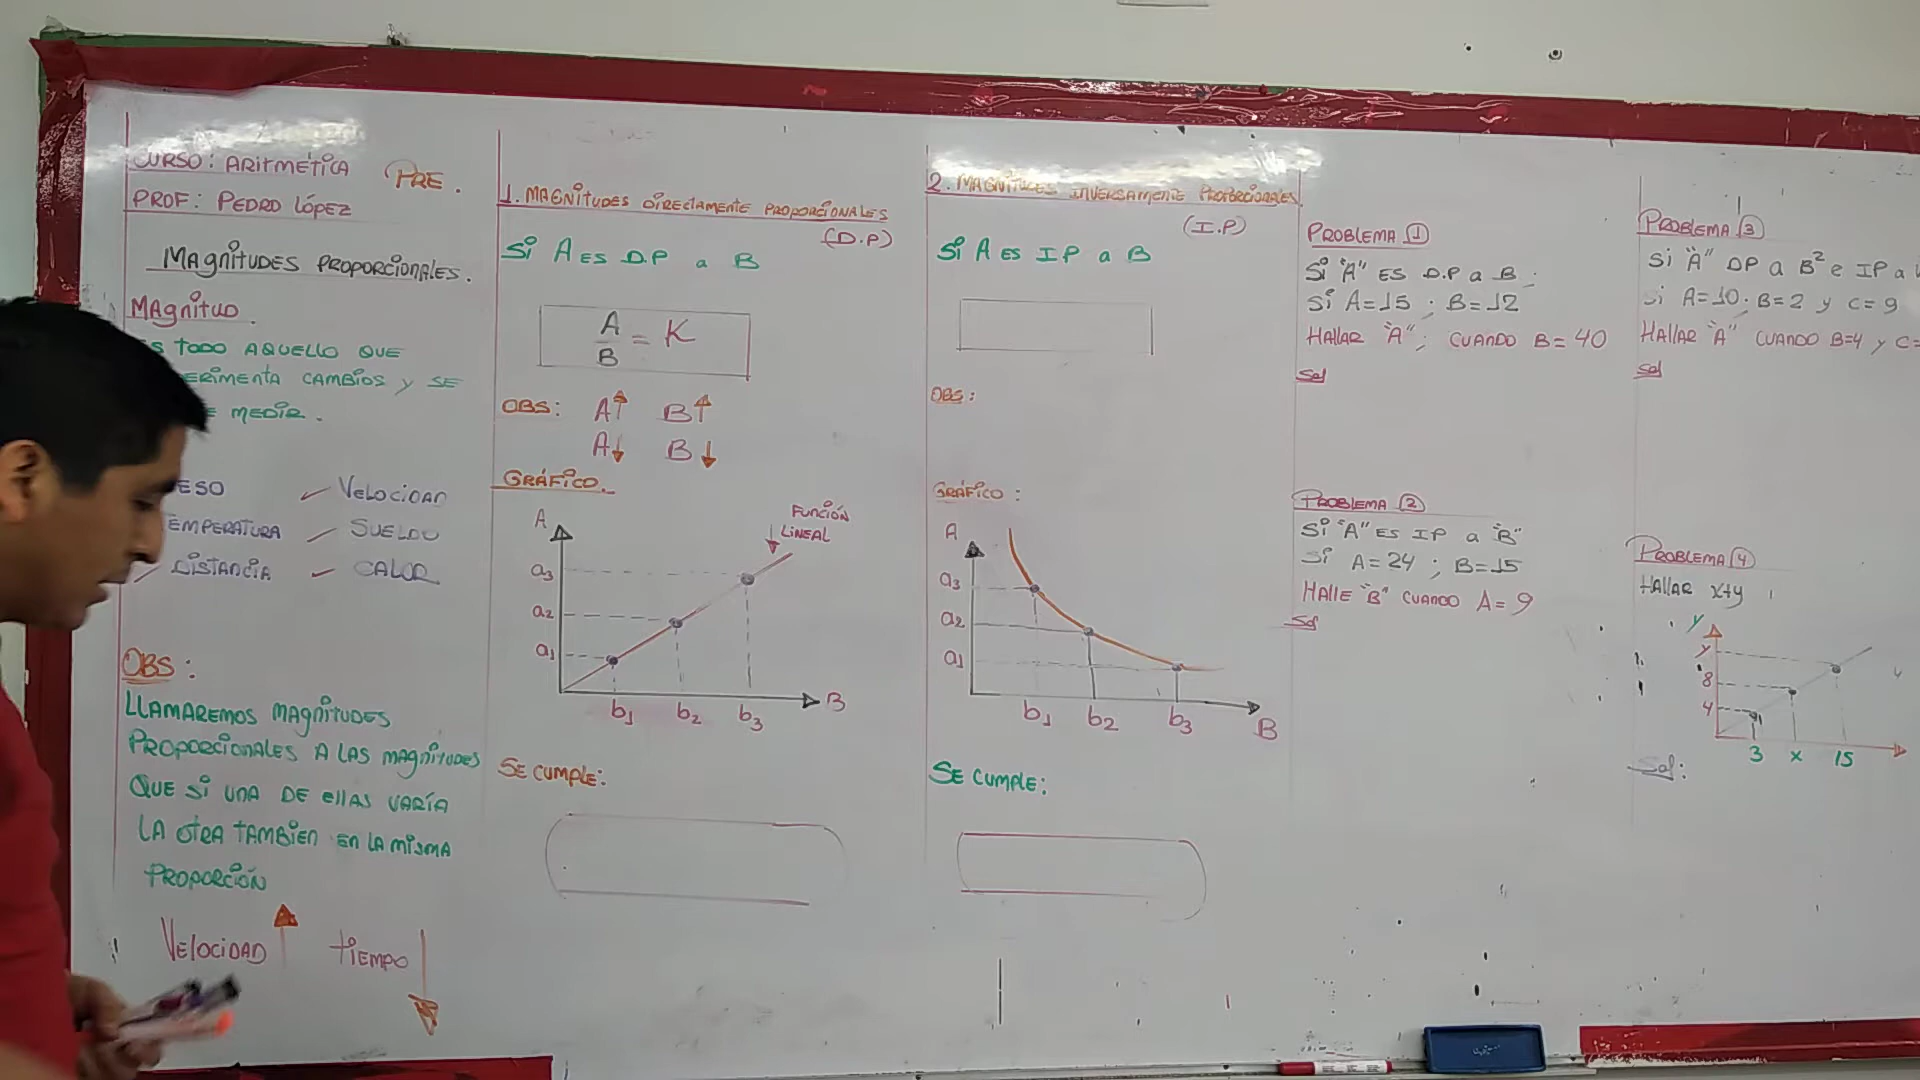 CURSO: ARITMÉTICA
PRE.
PROF: PEDRO LÓPEZ
MAGNITUDES PROPORCIONALES.
MAGNITUD.
ES TODO AQUELLO QUE
CAMBIOS Y SE
MEDIR.
VELOCIDAD
SUELDO
DISTANCIA
CALOR
OBS:
LLAMAREMOS MAGNITUDES
PROPORCIONALES A LAS MAGNITUDES
QUE SI UNA DE ELLAS VARÍA
LA OTRA TAMBIEN EN LA MISMA
PROPORCIÓN
VELOCIDAD ↑ TIEMPO ↓
1. MAGNITUDES DIRECTAMENTE PROPORCIONALES
(D.P)
SI A ES D.P a B
A/B = K
OBS: A↑ B↑
A↓ B↓
GRÁFICO.
FUNCIÓN
LINEAL
A
a3
a2
a1
b1 b2 b3 B
SE CUMPLE:
2. MAGNITUDES INVERSAMENTE PROPORCIONALES.
(I.P)
SI A ES I P a B
OBS:
GRÁFICO:
A
a3
a2
a1
b1 b2 b3 B
SE CUMPLE:
PROBLEMA 1
SI "A" ES D.P a B;
SI A=15 ; B=12
HALLAR "A"; CUANDO B=40
Sol
PROBLEMA 2
SI "A" ES I P a "B"
SI A=24 ; B=15
HALLE "B" CUANDO A=9
Sol
PROBLEMA 3
SI "A" DP a B² e IP a
SI A=10; B=2 y C=9
HALLAR "A" CUANDO B=4 y C=
Sol
PROBLEMA 4
HALLAR x+y
y
y
8
4
3 x 15
Sol: